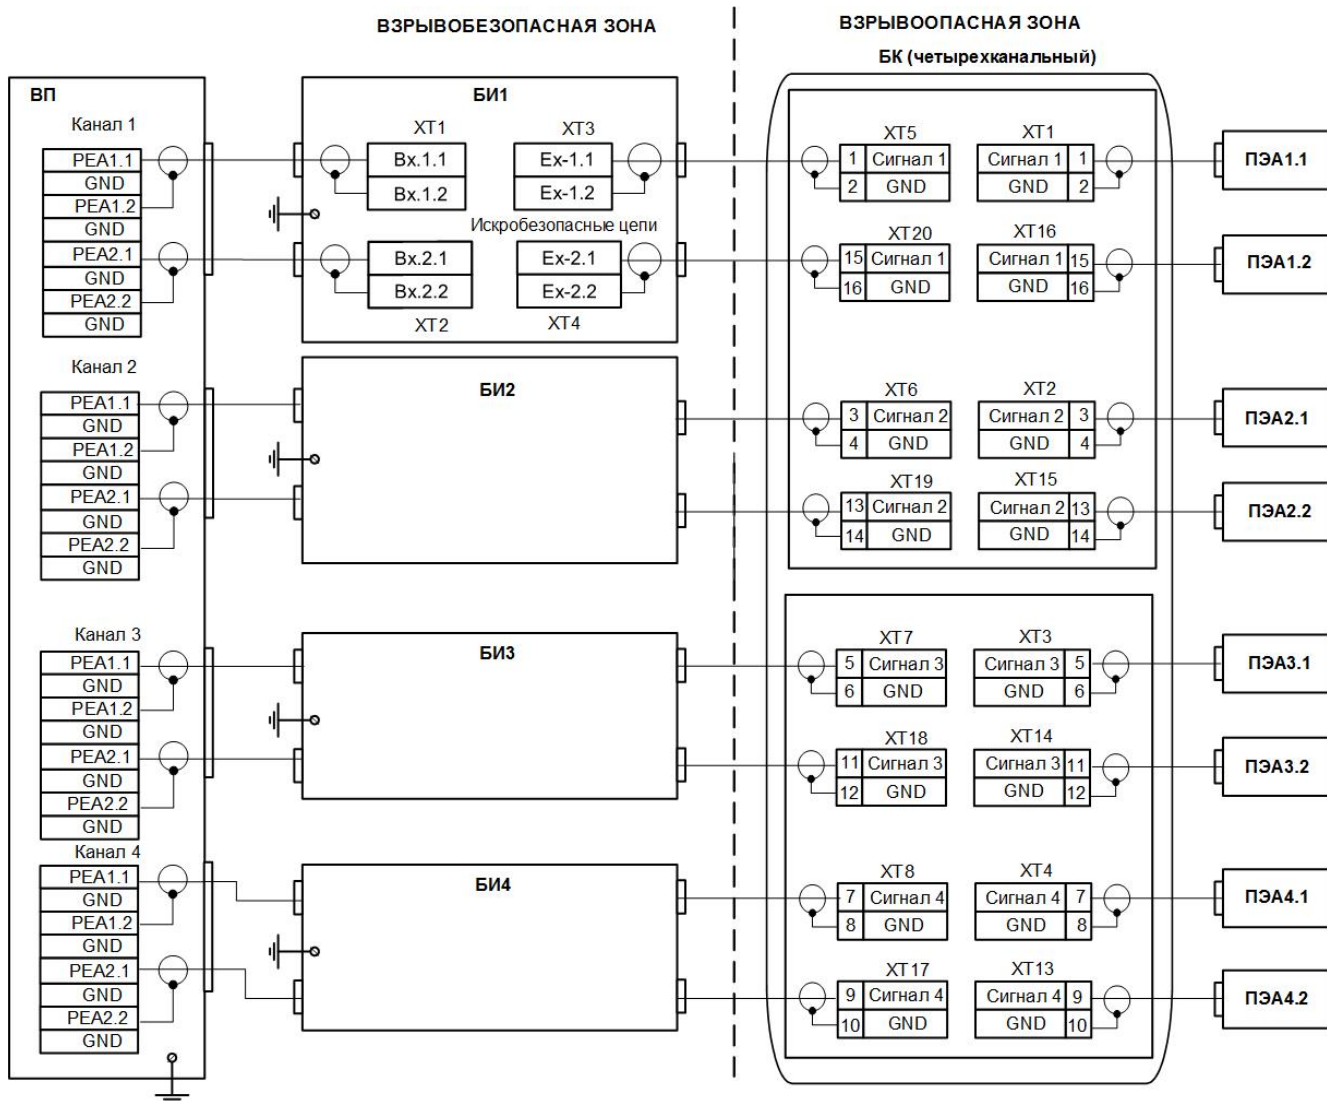 ВЗРЫВОБЕЗОПАСНАЯ ЗОНА
ВЗРЫВООПАСНАЯ ЗОНА
БК (четырехканальный)
ВП
Канал 1
PEA1.1
GND
PEA1.2
GND
PEA2.1
GND
PEA2.2
GND
Канал 2
PEA1.1
GND
PEA1.2
GND
PEA2.1
GND
PEA2.2
GND
Канал 3
PEA1.1
GND
PEA1.2
GND
PEA2.1
GND
PEA2.2
GND
Канал 4
PEA1.1
GND
PEA1.2
GND
PEA2.1
GND
PEA2.2
GND
БИ1
XT1
Вх.1.1
Вх.1.2
XT3
Ex-1.1
Ex-1.2
Искробезопасные цепи
Вх.2.1
Вх.2.2
XT2
Ex-2.1
Ex-2.2
XT4
БИ2
БИ3
БИ4
XT5
1 Сигнал 1
2 GND
XT1
Сигнал 1 1
GND 2
ПЭА1.1
XT20
15 Сигнал 1
16 GND
XT16
Сигнал 1 15
GND 16
ПЭА1.2
XT6
3 Сигнал 2
4 GND
XT2
Сигнал 2 3
GND 4
ПЭА2.1
XT19
13 Сигнал 2
14 GND
XT15
Сигнал 2 13
GND 14
ПЭА2.2
XT7
5 Сигнал 3
6 GND
XT3
Сигнал 3 5
GND 6
ПЭА3.1
XT18
11 Сигнал 3
12 GND
XT14
Сигнал 3 11
GND 12
ПЭА3.2
XT8
7 Сигнал 4
8 GND
XT4
Сигнал 4 7
GND 8
ПЭА4.1
XT17
9 Сигнал 4
10 GND
XT13
Сигнал 4 9
GND 10
ПЭА4.2